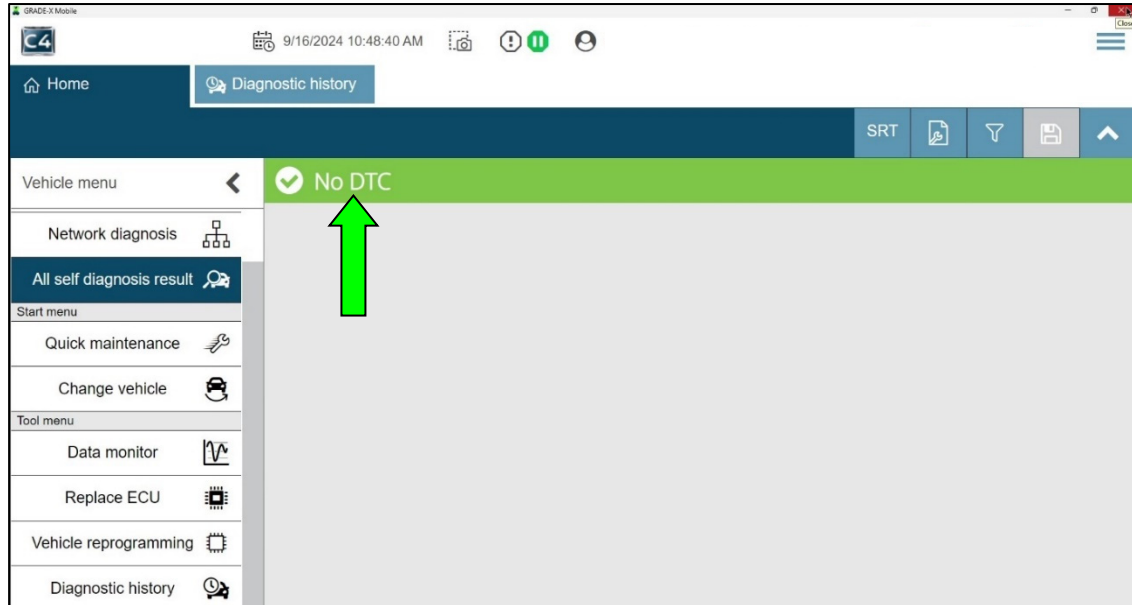 GRADE-X Mobile
Close
C4
9/16/2024 10:48:40 AM
Home
Diagnostic history
SRT
Vehicle menu
No DTC
Network diagnosis
All self diagnosis result
Start menu
Quick maintenance
Change vehicle
Tool menu
Data monitor
Replace ECU
Vehicle reprogramming
Diagnostic history